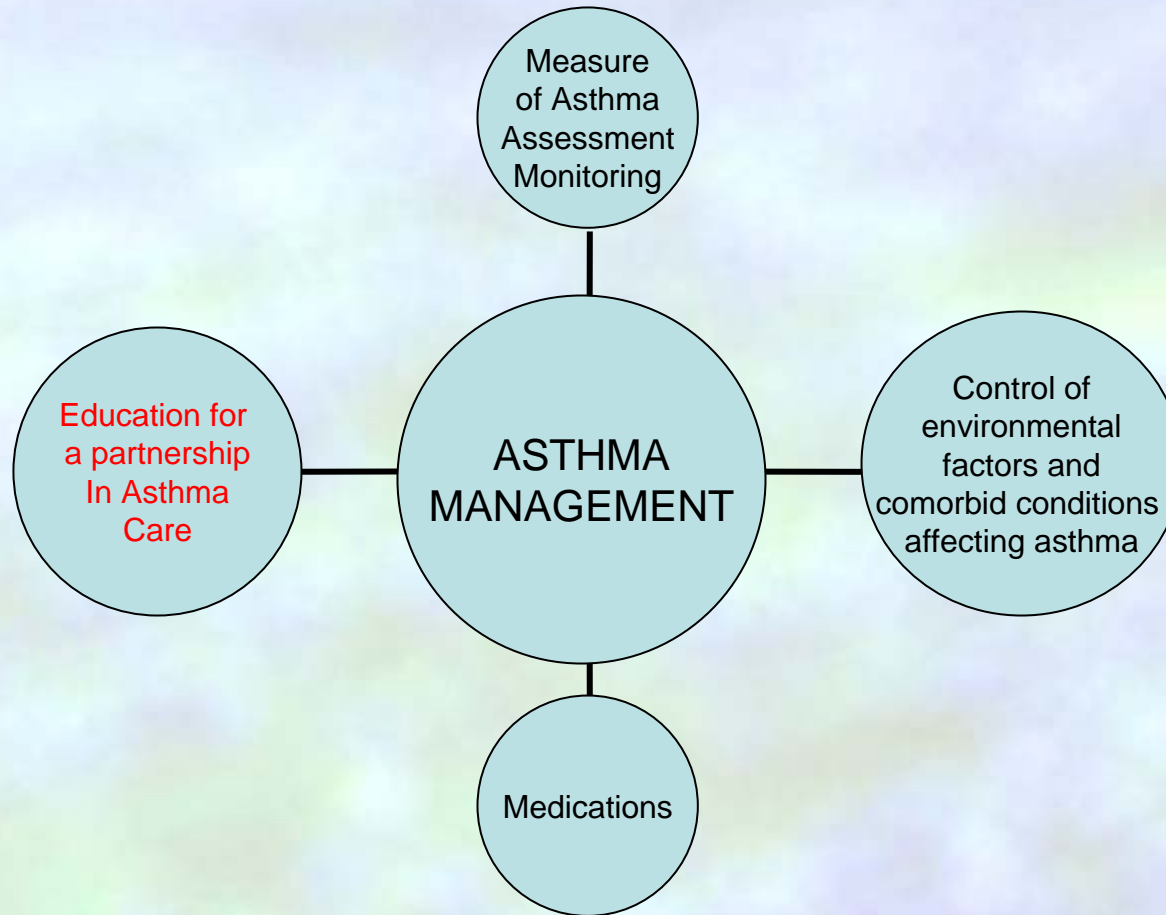 Measure
of Asthma
Assessment
Monitoring
Education for
a partnership
In Asthma
Care
ASTHMA
MANAGEMENT
Control of
environmental
factors and
comorbid conditions
affecting asthma
Medications